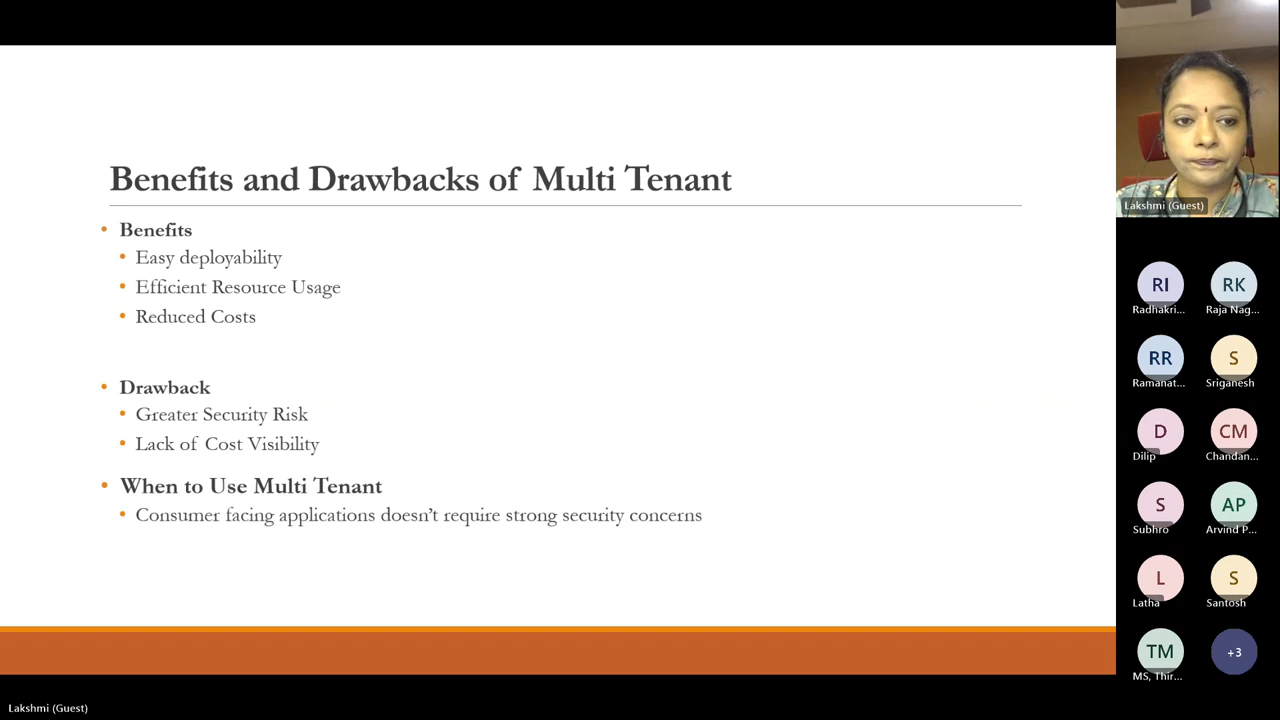 Benefits and Drawbacks of Multi Tenant
• Benefits
• Easy deployability
• Efficient Resource Usage
• Reduced Costs
• Drawback
• Greater Security Risk
• Lack of Cost Visibility
• When to Use Multi Tenant
• Consumer facing applications doesn't require strong security concerns
Lakshmi (Guest)
RI
RK
Radhakri...
Raja Nag...
RR
S
Ramanat...
Sriganesh
D
CM
Dilip
Chandan...
S
AP
Subhro
Arvind P...
L
S
Latha
Santosh
TM
+3
MS, Thir...
Lakshmi (Guest)